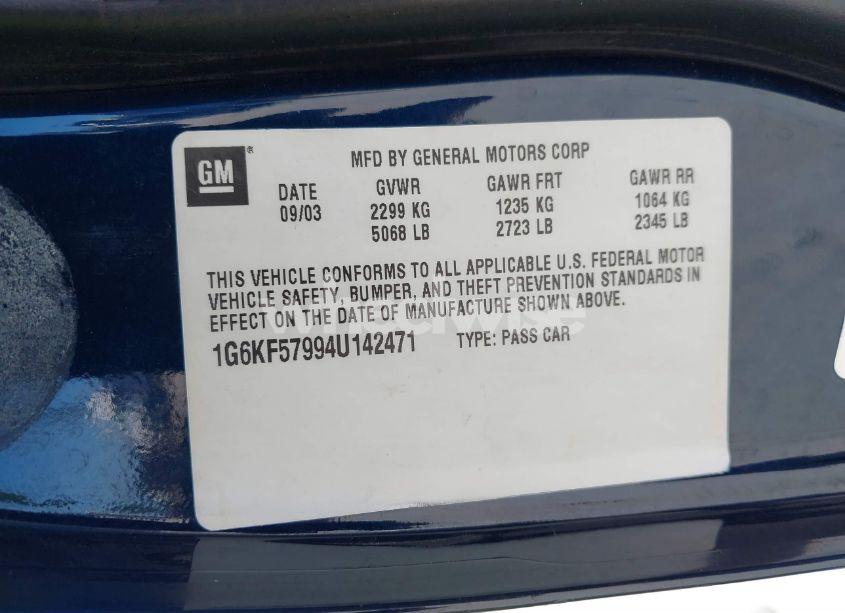 GM ®
MFD BY GENERAL MOTORS CORP
DATE GVWR GAWR FRT GAWR RR
09/03 2299 KG 1235 KG 1064 KG
5068 LB 2723 LB 2345 LB
THIS VEHICLE CONFORMS TO ALL APPLICABLE U.S. FEDERAL MOTOR
VEHICLE SAFETY, BUMPER, AND THEFT PREVENTION STANDARDS IN
EFFECT ON THE DATE OF MANUFACTURE SHOWN ABOVE.
1G6KF57994U142471 TYPE: PASS CAR